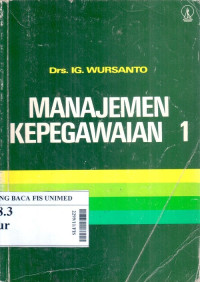 Drs. IG. WURSANTO
MANAJEMEN
KEPEGAWAIAN 1
NG BACA FIS UNIMED
8.3
ur